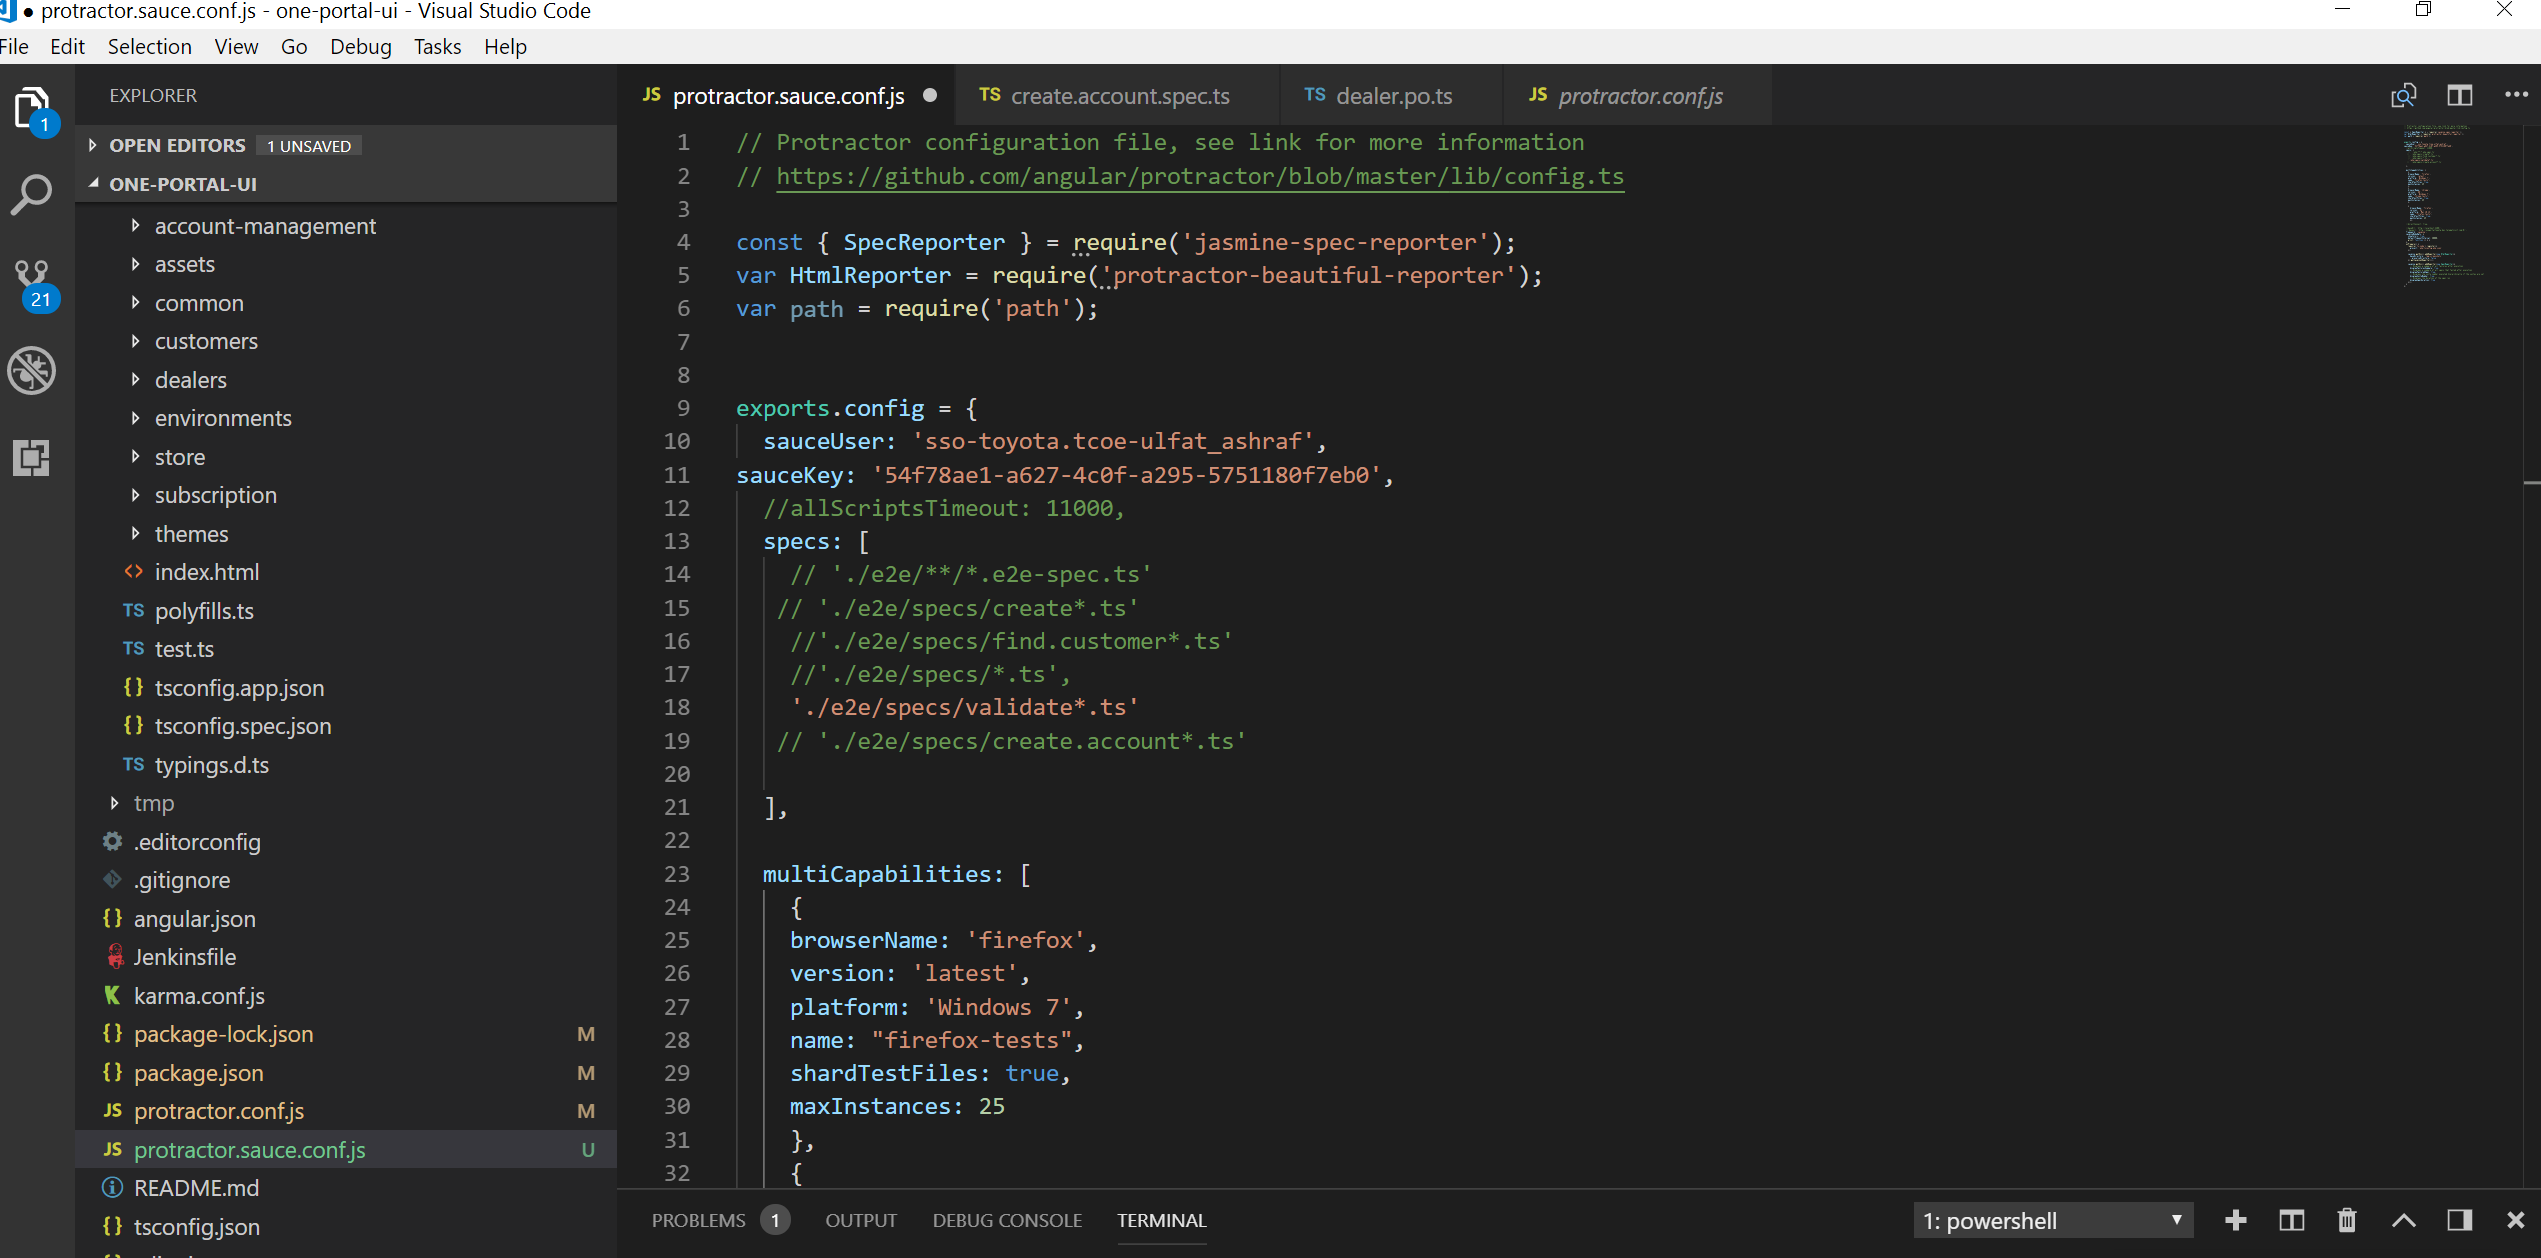 protractor.sauce.conf.js - one-portal-ui - Visual Studio Code
File Edit Selection View Go Debug Tasks Help
EXPLORER
1
OPEN EDITORS 1 UNSAVED
ONE-PORTAL-UI
21
account-management
assets
common
customers
dealers
environments
store
subscription
themes
<> index.html
TS polyfills.ts
TS test.ts
{} tsconfig.app.json
{} tsconfig.spec.json
TS typings.d.ts
tmp
.editorconfig
.gitignore
{} angular.json
Jenkinsfile
K karma.conf.js
{} package-lock.json M
{} package.json M
JS protractor.conf.js M
JS protractor.sauce.conf.js U
README.md
{} tsconfig.json
JS protractor.sauce.conf.js TS create.account.spec.ts TS dealer.po.ts JS protractor.conf.js
1 // Protractor configuration file, see link for more information
2 // https://github.com/angular/protractor/blob/master/lib/config.ts
3
4 const { SpecReporter } = require('jasmine-spec-reporter');
5 var HtmlReporter = require('protractor-beautiful-reporter');
6 var path = require('path');
7
8
9 exports.config = {
10 sauceUser: 'sso-toyota.tcoe-ulfat_ashraf',
11 sauceKey: '54f78ae1-a627-4c0f-a295-5751180f7eb0',
12 //allScriptsTimeout: 11000,
13 specs: [
14 // './e2e/**/*.e2e-spec.ts'
15 // './e2e/specs/create*.ts'
16 //'./e2e/specs/find.customer*.ts'
17 //'./e2e/specs/*.ts',
18 './e2e/specs/validate*.ts'
19 // './e2e/specs/create.account*.ts'
20
21 ],
22
23 multiCapabilities: [
24 {
25 browserName: 'firefox',
26 version: 'latest',
27 platform: 'Windows 7',
28 name: "firefox-tests",
29 shardTestFiles: true,
30 maxInstances: 25
31 },
32 {
PROBLEMS 1 OUTPUT DEBUG CONSOLE TERMINAL 1: powershell